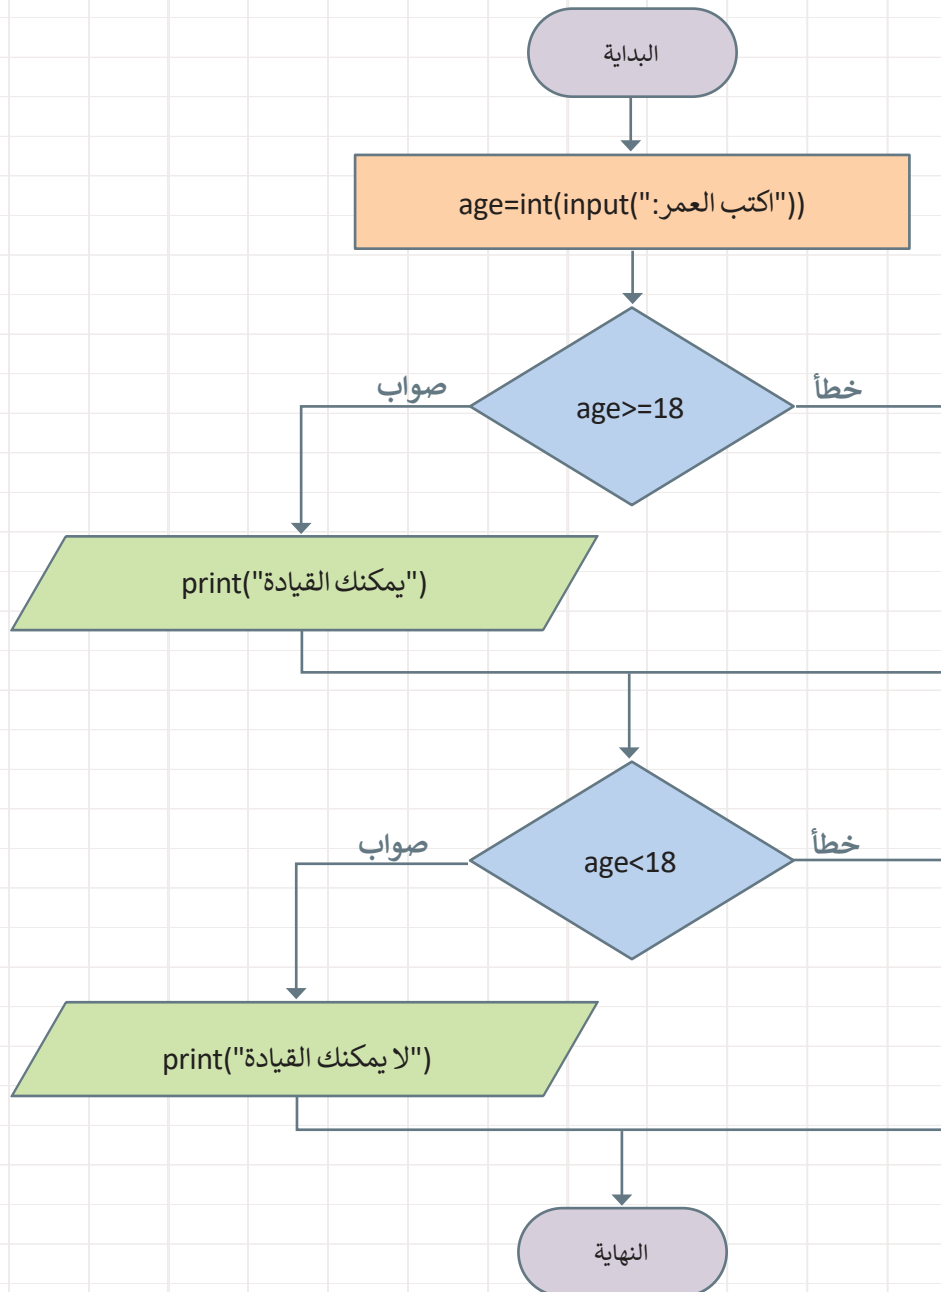 البداية
age=int(input("اكتب العمر:"))
age>=18
صواب
خطأ
print("يمكنك القيادة")
age<18
صواب
خطأ
print("لا يمكنك القيادة")
النهاية